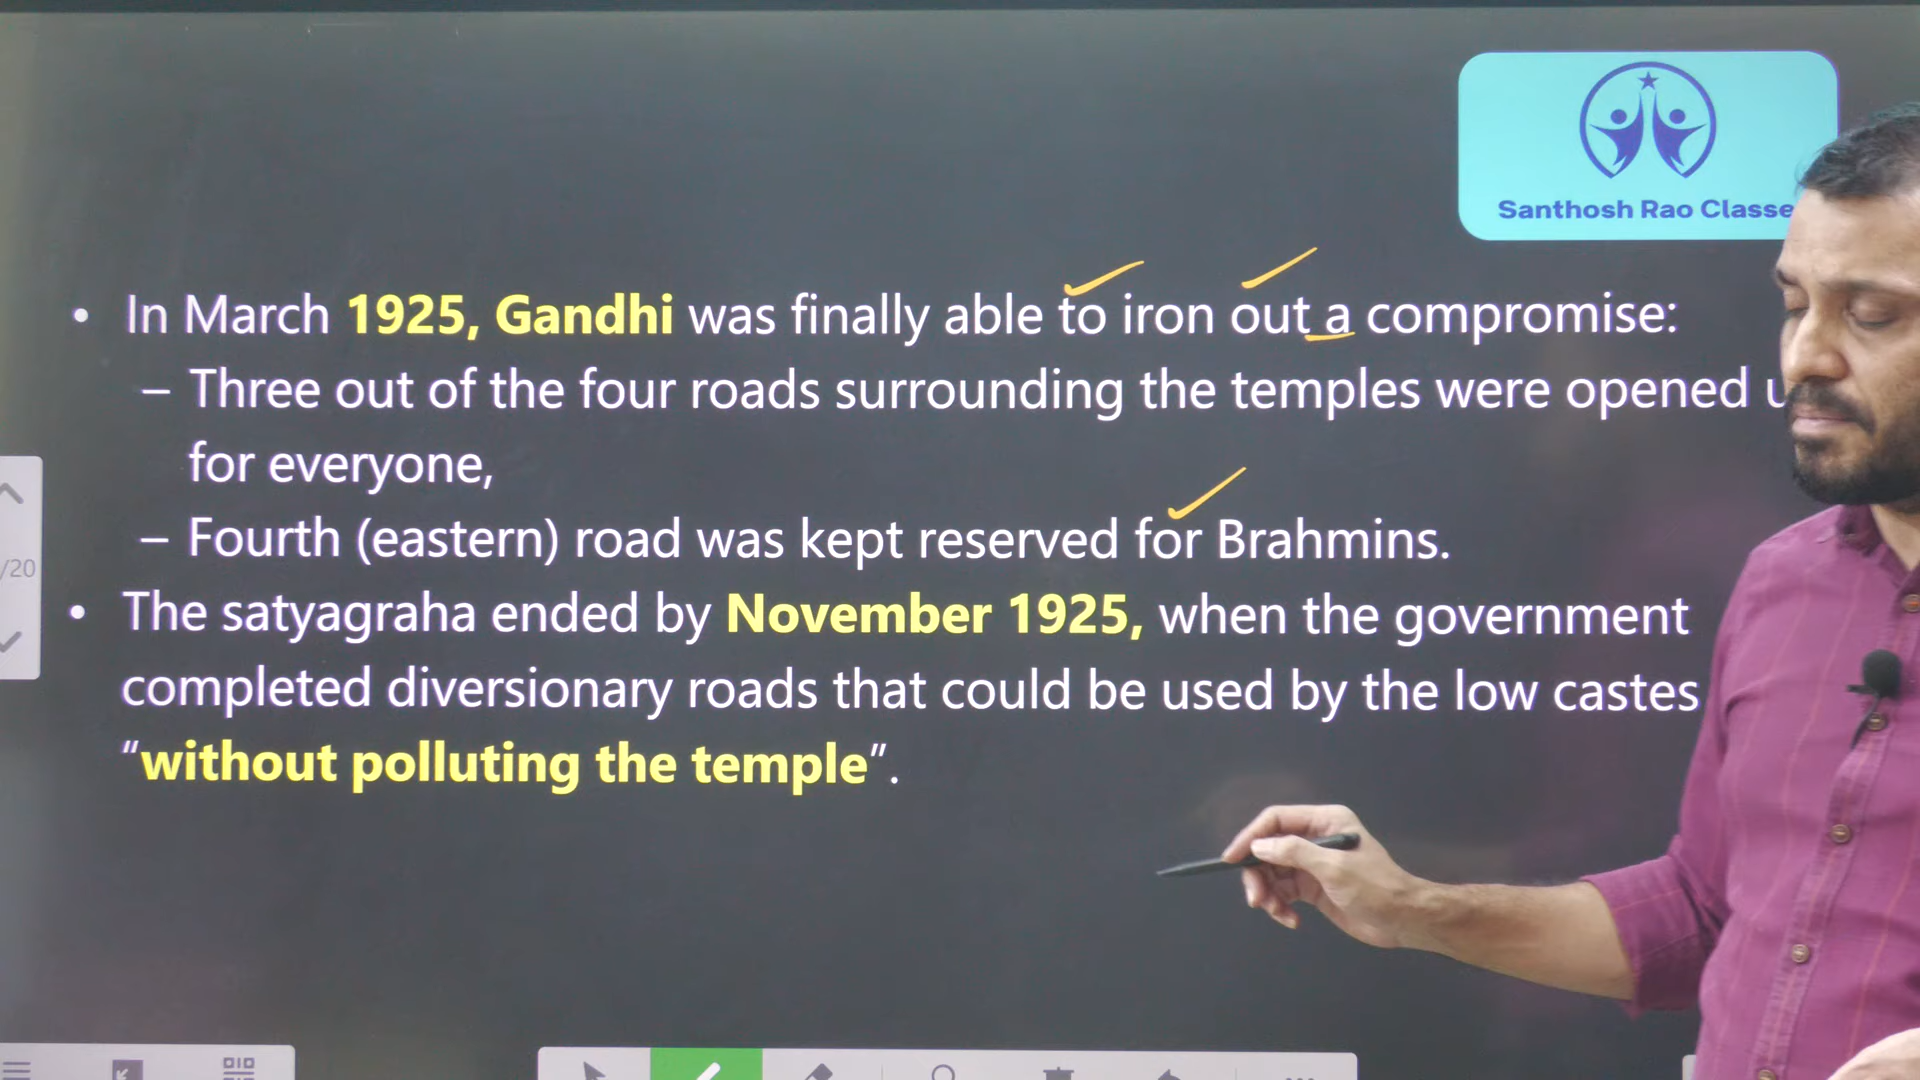 Santhosh Rao Classe
• In March 1925, Gandhi was finally able to iron out a compromise:
– Three out of the four roads surrounding the temples were opened u
for everyone,
– Fourth (eastern) road was kept reserved for Brahmins.
/20
• The satyagraha ended by November 1925, when the government
completed diversionary roads that could be used by the low castes
“without polluting the temple”.